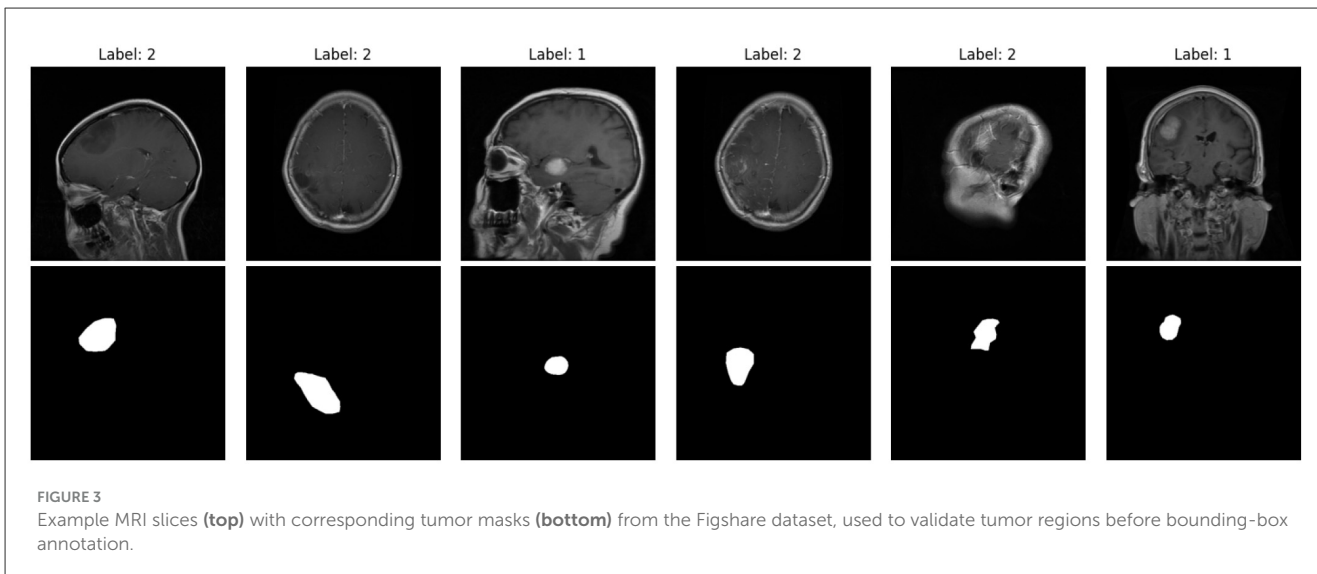 Label: 2
Label: 2
Label: 1
Label: 2
Label: 2
Label: 1
FIGURE 3
Example MRI slices (top) with corresponding tumor masks (bottom) from the Figshare dataset, used to validate tumor regions before bounding-box
annotation.